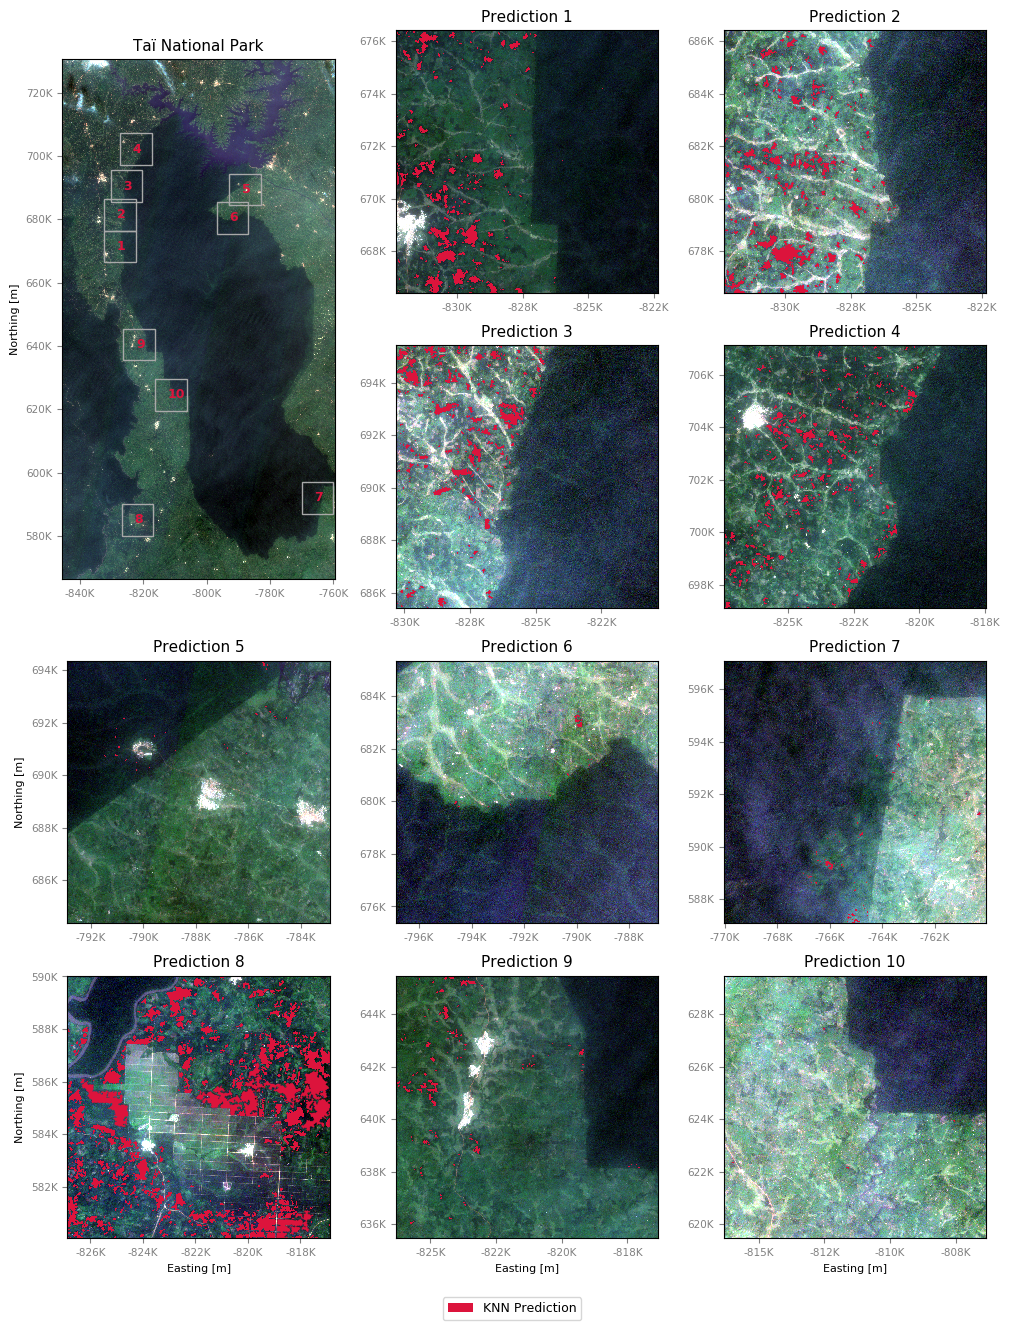 Taï National Park
Northing [m]
720K
700K
680K
660K
640K
620K
600K
580K
-840K
-820K
-800K
-780K
-760K
4
3
2
1
6
10
7
Prediction 1
676K
674K
672K
670K
668K
-830K
-828K
-825K
-822K
Prediction 2
686K
684K
682K
680K
678K
-830K
-828K
-825K
-822K
Prediction 3
694K
692K
690K
688K
686K
-830K
-828K
-825K
-822K
Prediction 4
706K
704K
702K
700K
698K
-825K
-822K
-820K
-818K
Prediction 5
Northing [m]
694K
692K
690K
688K
686K
-792K
-790K
-788K
-786K
-784K
Prediction 6
684K
682K
680K
678K
676K
-796K
-794K
-792K
-790K
-788K
Prediction 7
596K
594K
592K
590K
588K
-770K
-768K
-766K
-764K
-762K
Prediction 8
Northing [m]
590K
588K
586K
584K
582K
-826K
-824K
-822K
-820K
-818K
Easting [m]
Prediction 9
644K
642K
640K
638K
636K
-825K
-822K
-820K
-818K
Easting [m]
Prediction 10
628K
626K
624K
622K
620K
-815K
-812K
-810K
-808K
Easting [m]
KNN Prediction